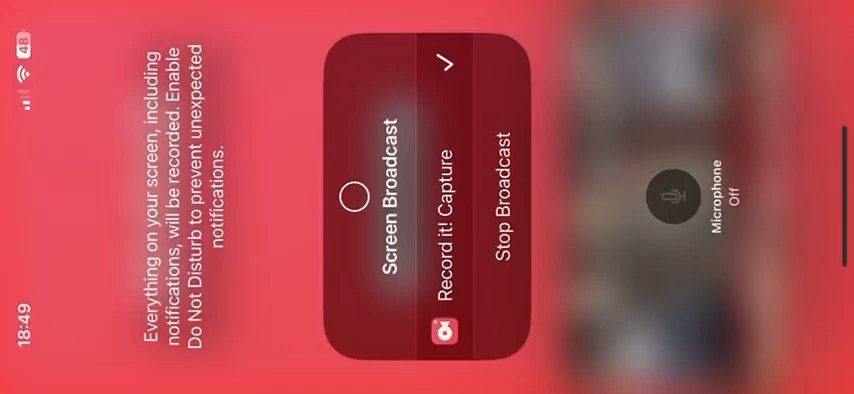 18:49
48
Everything on your screen, including
notifications, will be recorded. Enable
Do Not Disturb to prevent unexpected
notifications.
Screen Broadcast
Record it! Capture
Stop Broadcast
Microphone
Off